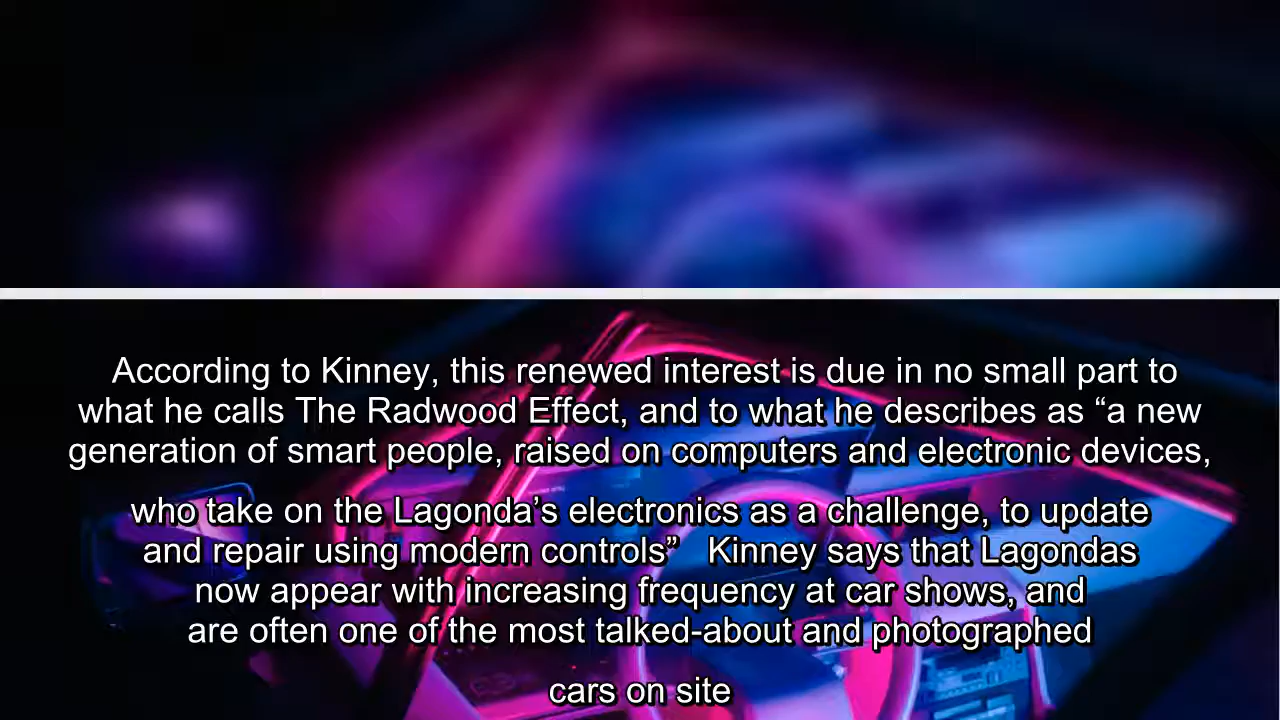 According to Kinney, this renewed interest is due in no small part to
what he calls The Radwood Effect, and to what he describes as “a new
generation of smart people, raised on computers and electronic devices,
who take on the Lagonda’s electronics as a challenge, to update
and repair using modern controls”   Kinney says that Lagondas
now appear with increasing frequency at car shows, and
are often one of the most talked-about and photographed
cars on site